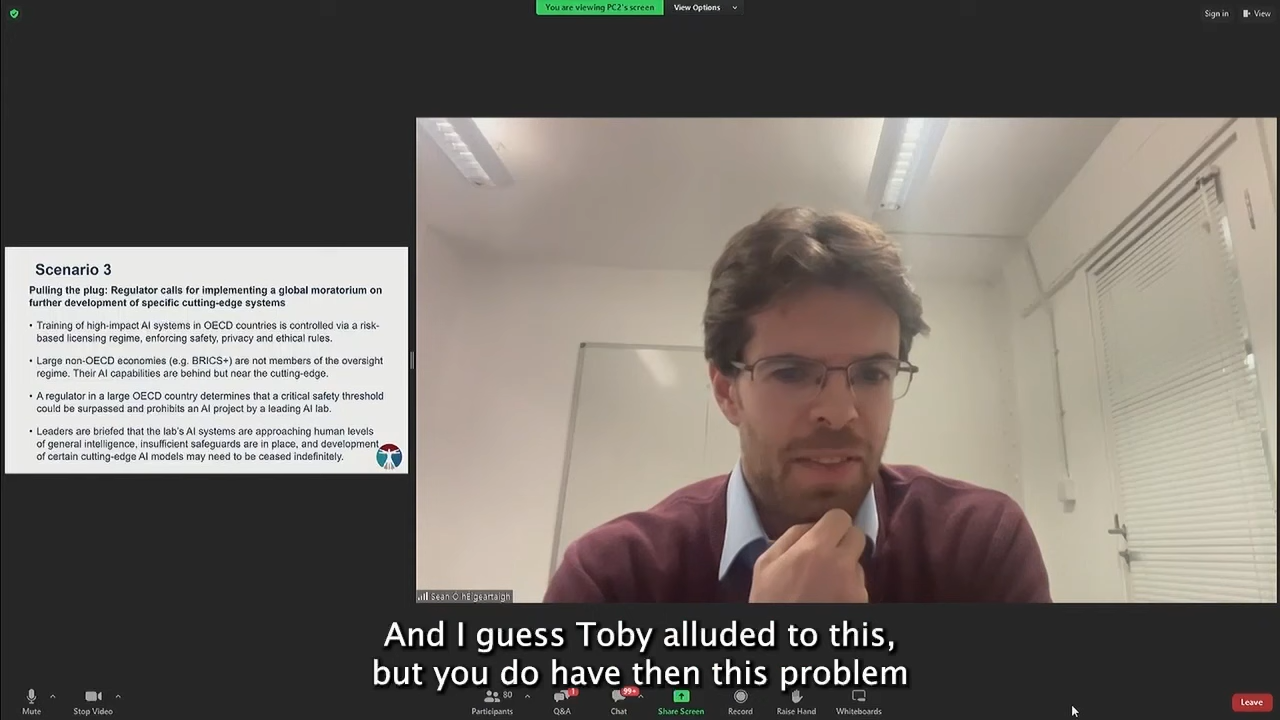 You are viewing PC2's screen
View Options
Sign in
View
Scenario 3
Pulling the plug: Regulator calls for implementing a global moratorium on
further development of specific cutting-edge systems
• Training of high-impact AI systems in OECD countries is controlled via a risk-
based licensing regime, enforcing safety, privacy and ethical rules.
• Large non-OECD economies (e.g. BRICS+) are not members of the oversight
regime. Their AI capabilities are behind but near the cutting-edge.
• A regulator in a large OECD country determines that a critical safety threshold
could be surpassed and prohibits an AI project by a leading AI lab.
• Leaders are briefed that the lab's AI systems are approaching human levels
of general intelligence, insufficient safeguards are in place, and development
of certain cutting-edge AI models may need to be ceased indefinitely.
Seán Ó hÉigeartaigh
And I guess Toby alluded to this,
but you do have then this problem
Mute
Stop Video
Participants
80
Q&A
1
Chat
99+
Share Screen
Record
Raise Hand
Whiteboards
Leave